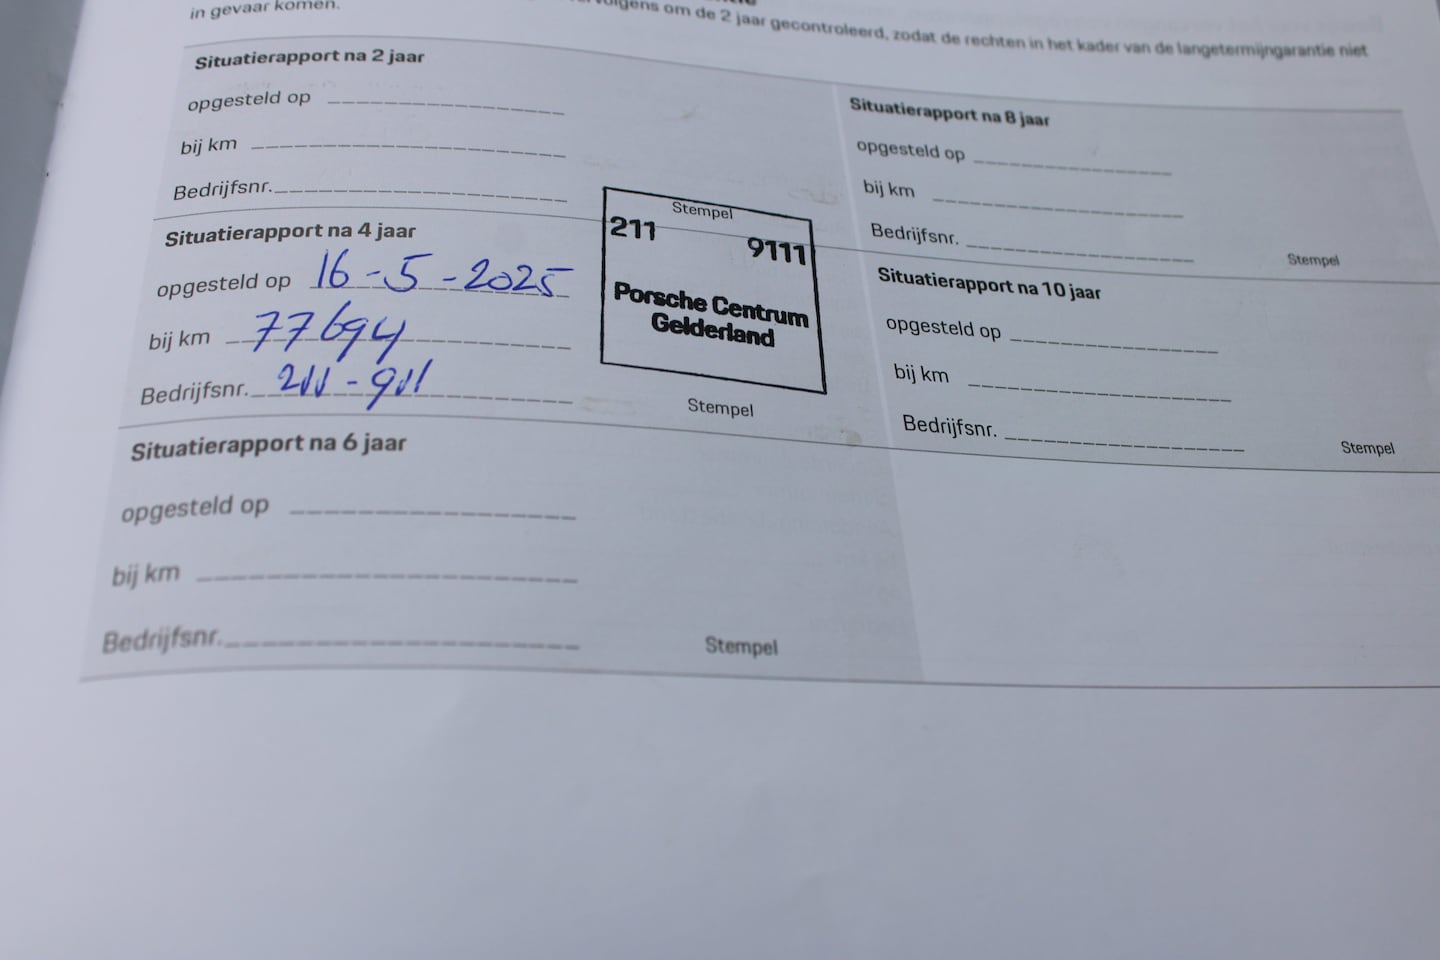 olgens om de 2 jaar gecontroleerd, zodat de rechten in het kader van de langetermijngarantie niet
in gevaar komen.
Situatierapport na 2 jaar
opgesteld op
bij km
Bedrijfsnr.
Stempel
Situatierapport na 4 jaar
opgesteld op 16-5-2025
bij km 77694
Bedrijfsnr. 211-911
211 9111
Porsche Centrum
Gelderland
Stempel
Situatierapport na 6 jaar
opgesteld op
bij km
Bedrijfsnr.
Stempel
Situatierapport na 8 jaar
opgesteld op
bij km
Bedrijfsnr.
Stempel
Situatierapport na 10 jaar
opgesteld op
bij km
Bedrijfsnr.
Stempel